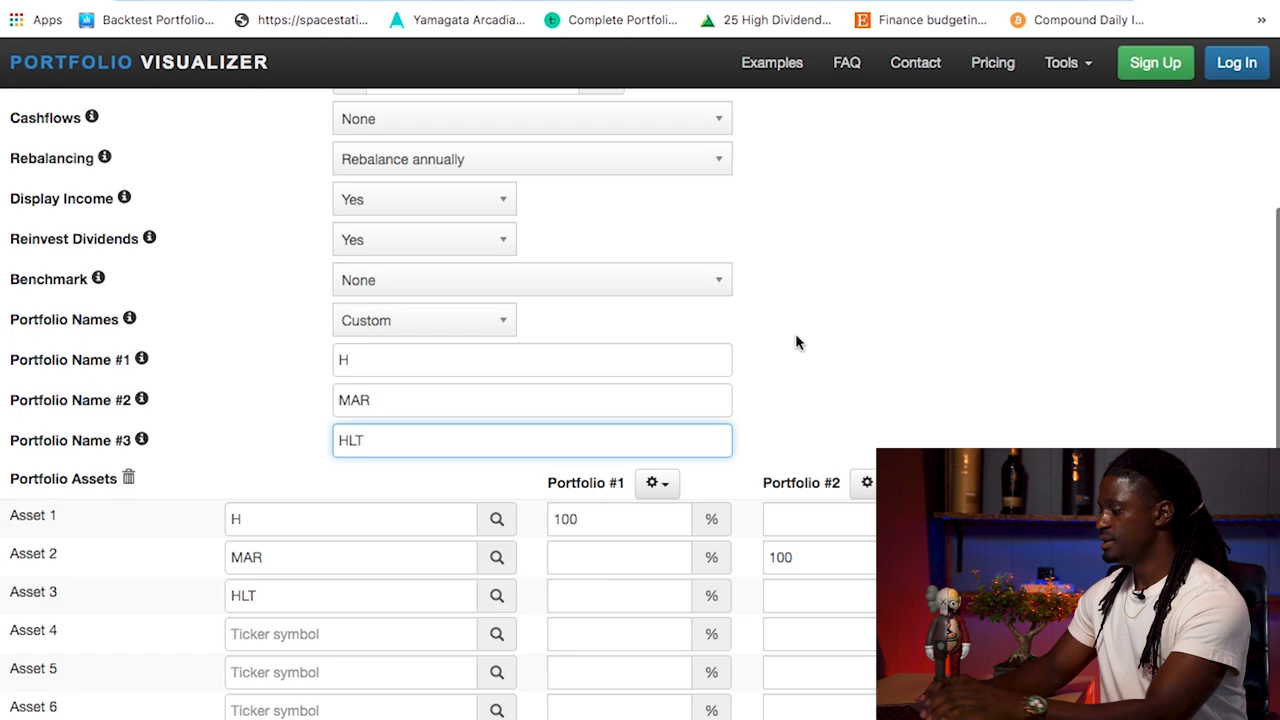 Apps Backtest Portfolio... https://spacestati... Yamagata Arcadia... Complete Portfoli... 25 High Dividend... Finance budgetin... Compound Daily I... »
PORTFOLIO VISUALIZER Examples FAQ Contact Pricing Tools Sign Up Log In
Cashflows None
Rebalancing Rebalance annually
Display Income Yes
Reinvest Dividends Yes
Benchmark None
Portfolio Names Custom
Portfolio Name #1 H
Portfolio Name #2 MAR
Portfolio Name #3 HLT
Portfolio Assets Portfolio #1 Portfolio #2
Asset 1 H 100 %
Asset 2 MAR % 100
Asset 3 HLT %
Asset 4 Ticker symbol %
Asset 5 Ticker symbol %
Asset 6 Ticker symbol %